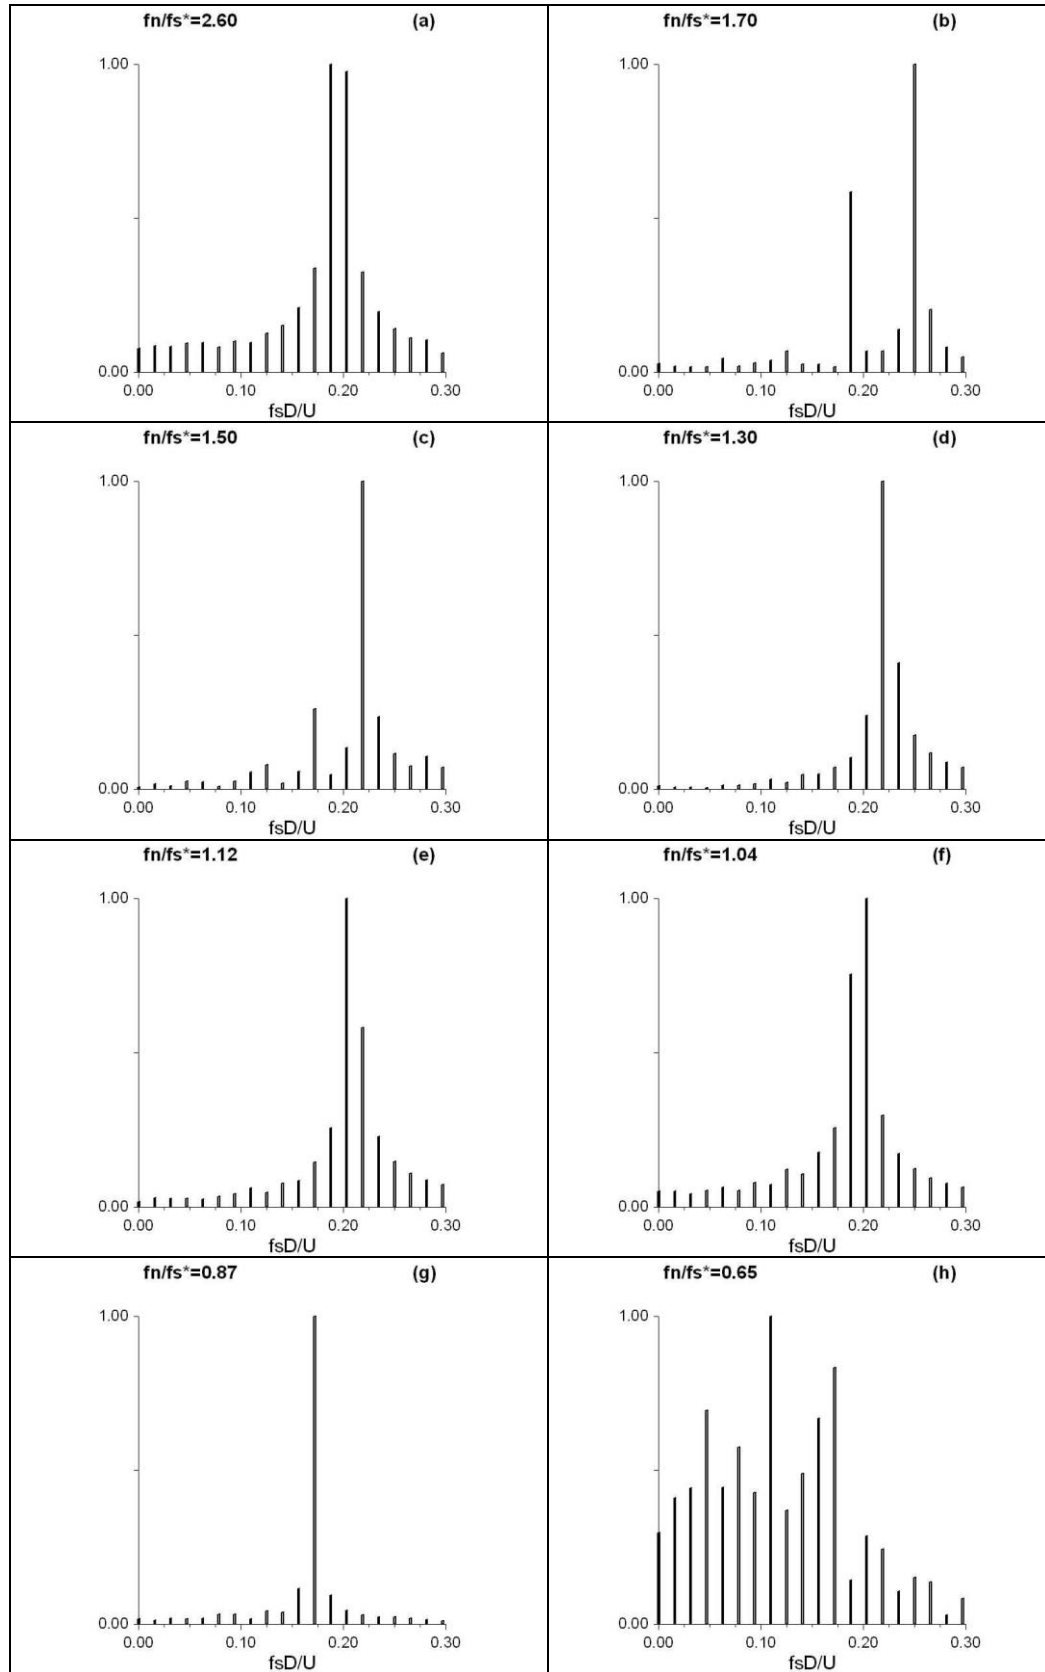 fn/fs*=2.60 (a)
1.00
0.00
0.00 0.10 0.20 0.30
fsD/U
fn/fs*=1.70 (b)
1.00
0.00
0.00 0.10 0.20 0.30
fsD/U
fn/fs*=1.50 (c)
1.00
0.00
0.00 0.10 0.20 0.30
fsD/U
fn/fs*=1.30 (d)
1.00
0.00
0.00 0.10 0.20 0.30
fsD/U
fn/fs*=1.12 (e)
1.00
0.00
0.00 0.10 0.20 0.30
fsD/U
fn/fs*=1.04 (f)
1.00
0.00
0.00 0.10 0.20 0.30
fsD/U
fn/fs*=0.87 (g)
1.00
0.00
0.00 0.10 0.20 0.30
fsD/U
fn/fs*=0.65 (h)
1.00
0.00
0.00 0.10 0.20 0.30
fsD/U